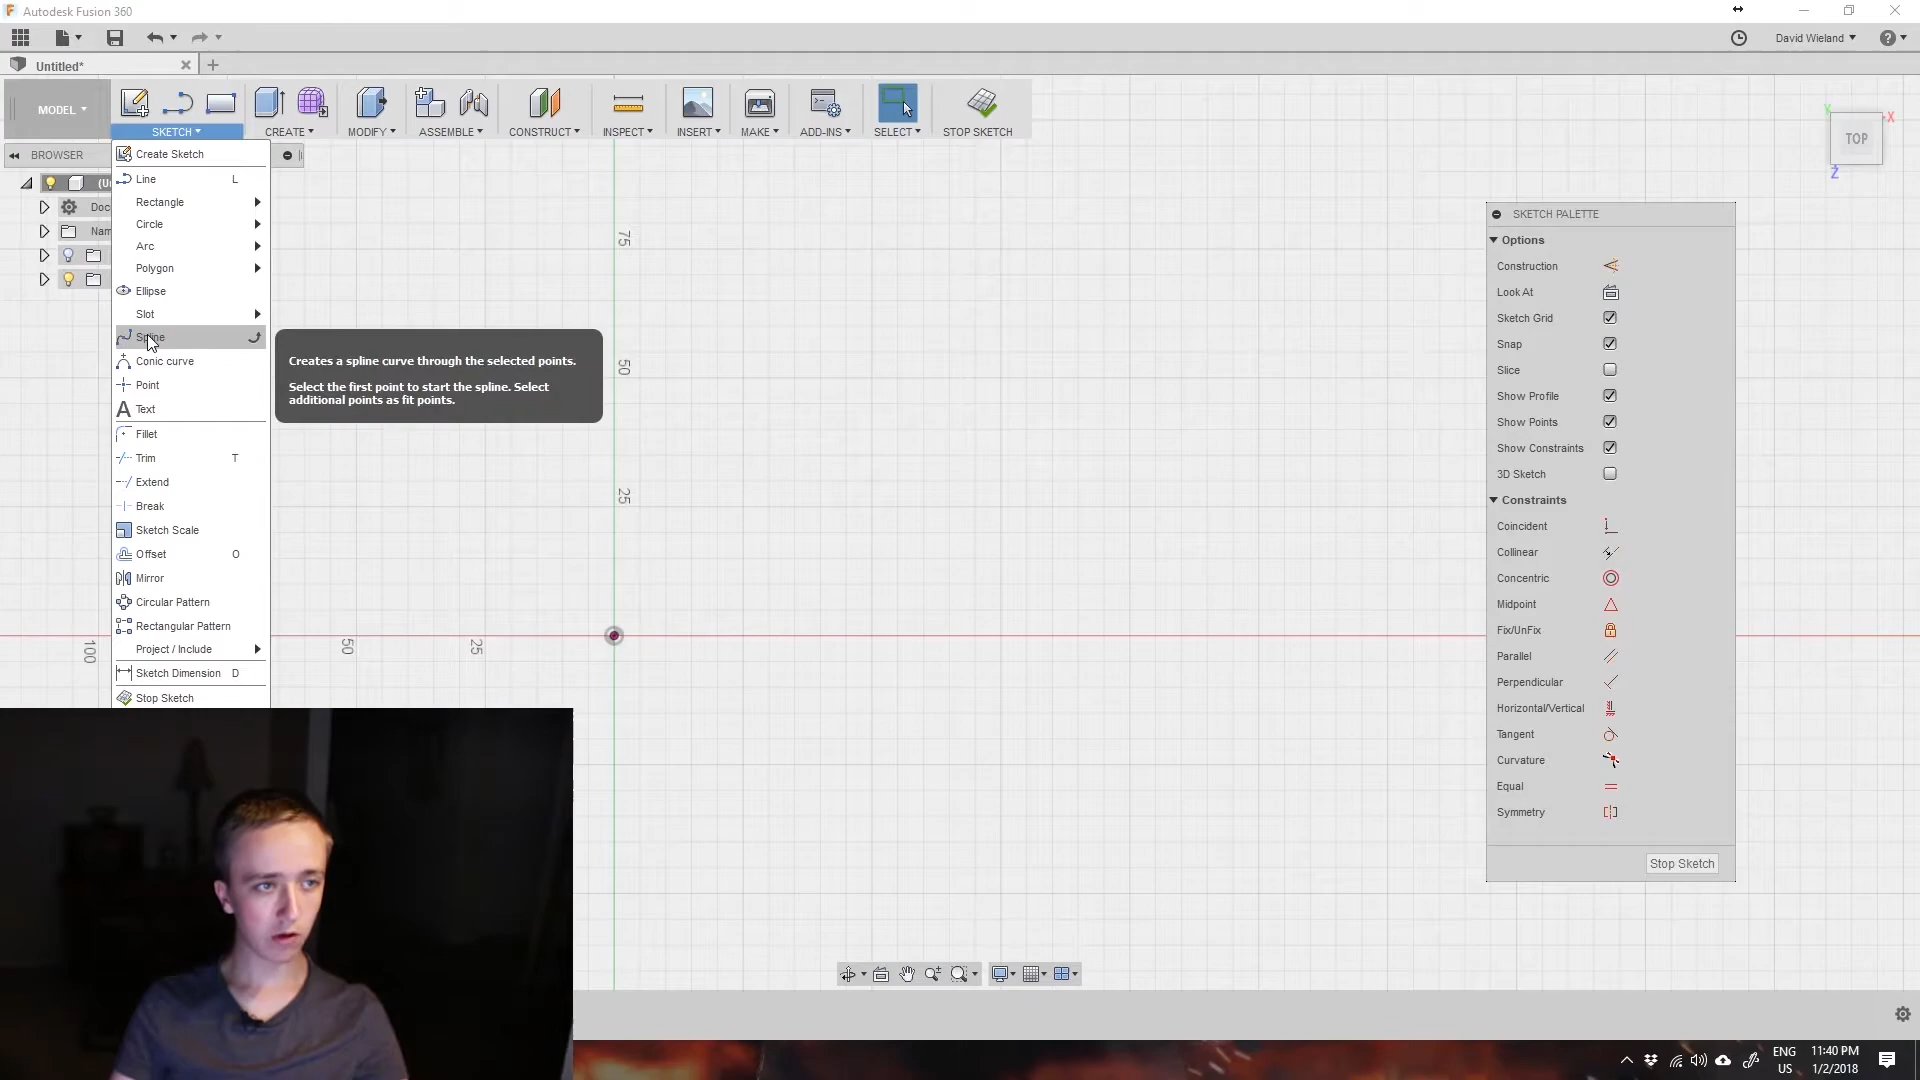 Autodesk Fusion 360
David Wieland
Untitled*
MODEL
SKETCH
CREATE
MODIFY
ASSEMBLE
CONSTRUCT
INSPECT
INSERT
MAKE
ADD-INS
SELECT
STOP SKETCH
BROWSER
Create Sketch
Line L
Rectangle
Circle
Arc
Polygon
Ellipse
Slot
Spline
Conic curve
Point
Text
Fillet
Trim T
Extend
Break
Sketch Scale
Offset O
Mirror
Circular Pattern
Rectangular Pattern
Project / Include
Sketch Dimension D
Stop Sketch
(Un
Doc
Nam
Creates a spline curve through the selected points.
Select the first point to start the spline. Select
additional points as fit points.
75
50
25
100
50
25
TOP
X
Y
Z
SKETCH PALETTE
Options
Construction
Look At
Sketch Grid
Snap
Slice
Show Profile
Show Points
Show Constraints
3D Sketch
Constraints
Coincident
Collinear
Concentric
Midpoint
Fix/UnFix
Parallel
Perpendicular
Horizontal/Vertical
Tangent
Curvature
Equal
Symmetry
Stop Sketch
ENG
US
11:40 PM
1/2/2018